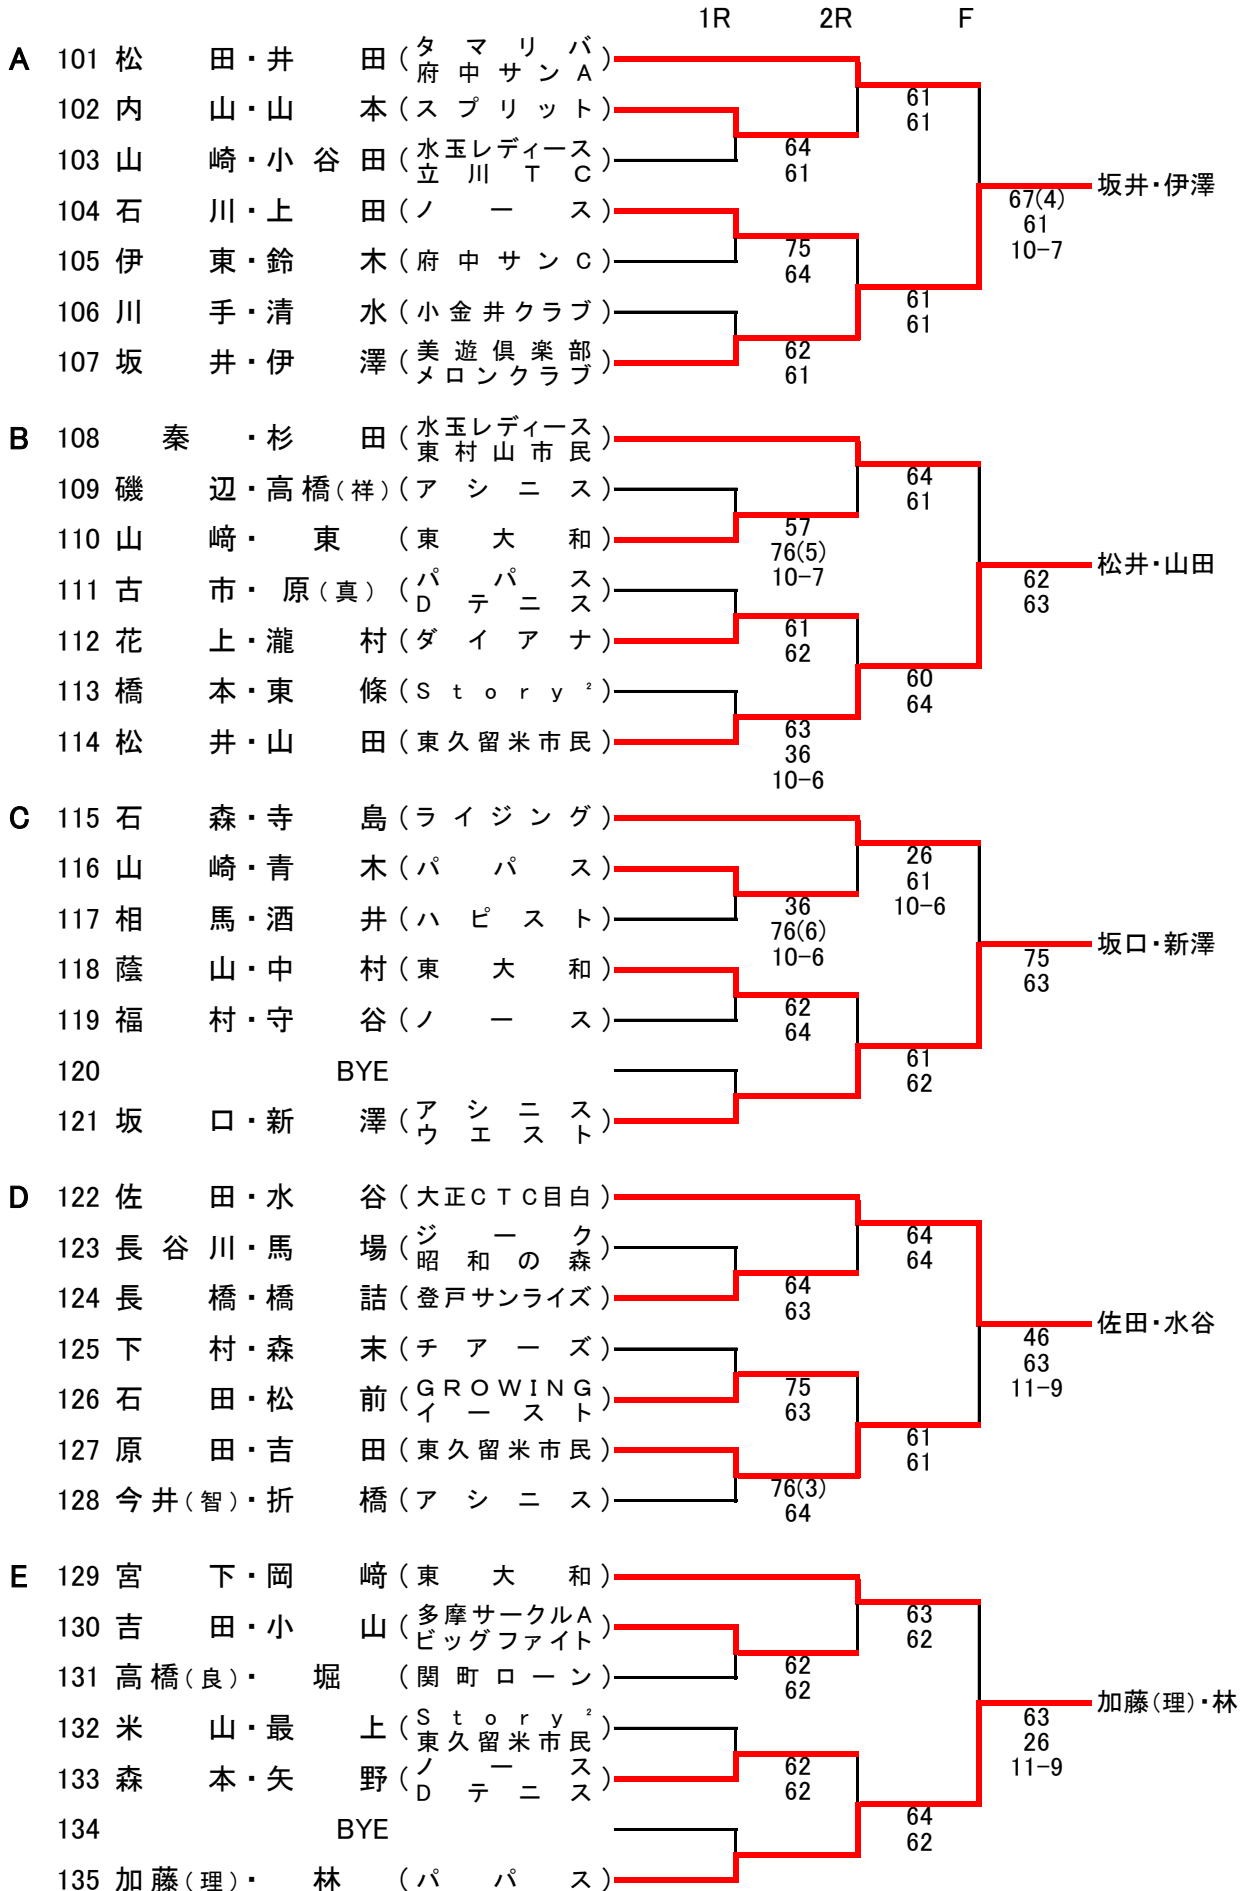 1R 2R F
A 101 松田・井田 (タマリバ 府中サンA)
102 内山・山本 (スプリット)
103 山崎・小谷田 (水玉レディース 立川TC)
104 石川・上田 (ノース)
105 伊東・鈴木 (府中サンC)
106 川手・清水 (小金井クラブ)
107 坂井・伊澤 (美遊倶楽部 メロンクラブ)
64 61
75 64
62 61
61 61
61 61
67(4) 61 10-7
坂井・伊澤
B 108 秦・杉田 (水玉レディース 東村山市民)
109 磯辺・高橋(祥) (アシニス)
110 山﨑・東 (東大和)
111 古市・原(真) (パパス Dテニス)
112 花上・瀧村 (ダイアナ)
113 橋本・東條 (Story²)
114 松井・山田 (東久留米市民)
57 76(5) 10-7
61 62
63 36 10-6
64 61
60 64
62 63
松井・山田
C 115 石森・寺島 (ライジング)
116 山崎・青木 (パパス)
117 相馬・酒井 (ハピスト)
118 蔭山・中村 (東大和)
119 福村・守谷 (ノース)
120 BYE
121 坂口・新澤 (アシニス ウエスト)
36 76(6) 10-6
62 64
26 61 10-6
61 62
75 63
坂口・新澤
D 122 佐田・水谷 (大正CTC目白)
123 長谷川・馬場 (ジーク 昭和の森)
124 長橋・橋詰 (登戸サンライズ)
125 下村・森末 (チアーズ)
126 石田・松前 (GROWING イースト)
127 原田・吉田 (東久留米市民)
128 今井(智)・折橋 (アシニス)
64 63
75 63
76(3) 64
64 64
61 61
46 63 11-9
佐田・水谷
E 129 宮下・岡﨑 (東大和)
130 吉田・小山 (多摩サークルA ビッグファイト)
131 高橋(良)・堀 (関町ローン)
132 米山・最上 (Story² 東久留米市民)
133 森本・矢野 (ノース Dテニス)
134 BYE
135 加藤(理)・林 (パパス)
62 62
62 62
63 62
64 62
63 26 11-9
加藤(理)・林